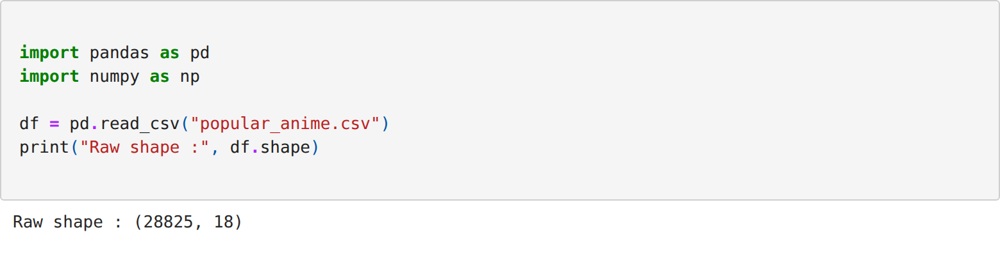 import pandas as pd
import numpy as np
df = pd.read_csv("popular_anime.csv")
print("Raw shape :", df.shape)
Raw shape : (28825, 18)